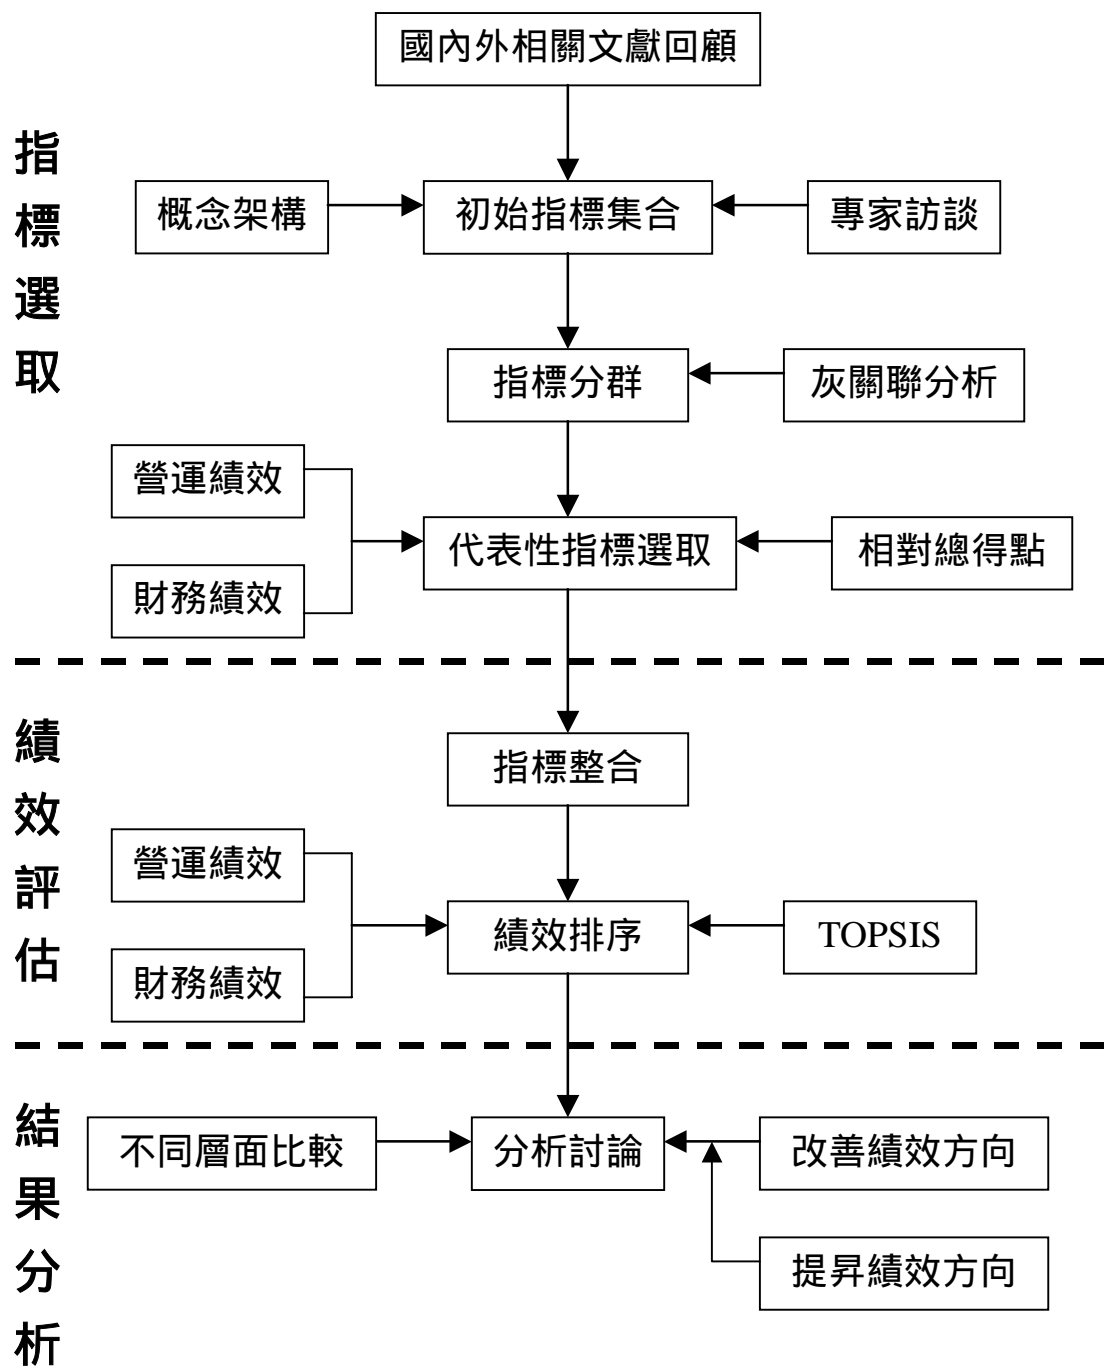 國內外相關文獻回顧
指標選取
概念架構
初始指標集合
專家訪談
指標分群
灰關聯分析
營運績效
代表性指標選取
相對總得點
財務績效
績效評估
指標整合
營運績效
績效排序
TOPSIS
財務績效
結果分析
不同層面比較
分析討論
改善績效方向
提昇績效方向